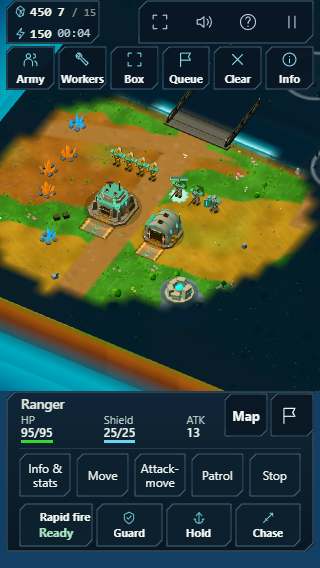 450 7 / 15
150 00:04
Army Workers Box Queue Clear Info
Ranger
HP Shield ATK
95/95 25/25 13
Map
Info & stats Move Attack-move Patrol Stop
Rapid fire
Ready Guard Hold Chase